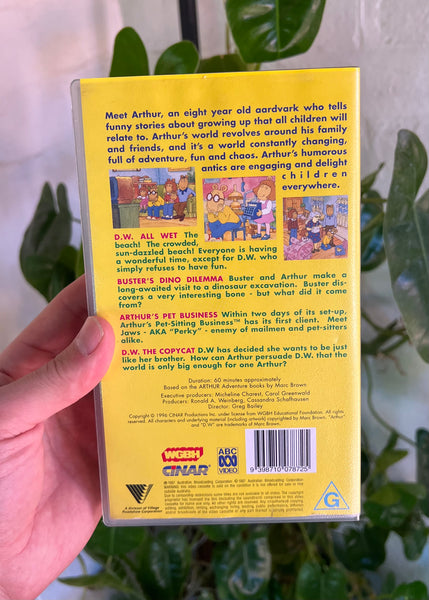 Meet Arthur, an eight year old aardvark who tells
funny stories about growing up that all children will
relate to. Arthur's world revolves around his family
and friends, and it's a world constantly changing,
full of adventure, fun and chaos. Arthur's humorous
antics are engaging and delight
children
everywhere.
D.W. ALL WET The
beach! The crowded,
sun-dazzled beach! Everyone is having
a wonderful time, except for D.W. who
simply refuses to have fun.
BUSTER'S DINO DILEMMA Buster and Arthur make a
long-awaited visit to a dinosaur excavation. Buster dis-
covers a very interesting bone - but what did it come
from?
ARTHUR'S PET BUSINESS Within two days of its set-up,
Arthur's Pet-Sitting Business™ has its first client. Meet
Jaws - AKA "Perky" - enemy of mailmen and pet-sitters
alike.
D.W. THE COPYCAT D.W has decided she wants to be just
like her brother. How can Arthur persuade D.W. that the
world is only big enough for one Arthur?
Duration: 60 minutes approximately
Based on the ARTHUR Adventure books by Marc Brown.
Executive Producers: Micheline Charest, Carol Greenwald
Producers: Ronald A. Weinberg, Cassandra Schafhausen
Director: Greg Bailey
Copyright © 1996 CINAR Productions Inc. under license from WGBH Educational Foundation. All rights
reserved. All characters and underlying material (including artwork) copyrighted by Marc Brown. "Arthur"
and "D.W" are trademarks of Marc Brown.
WGBH
CINAR
ABC
VIDEO
9 398710 078725
V
A division of Village
Roadshow Corporation
G